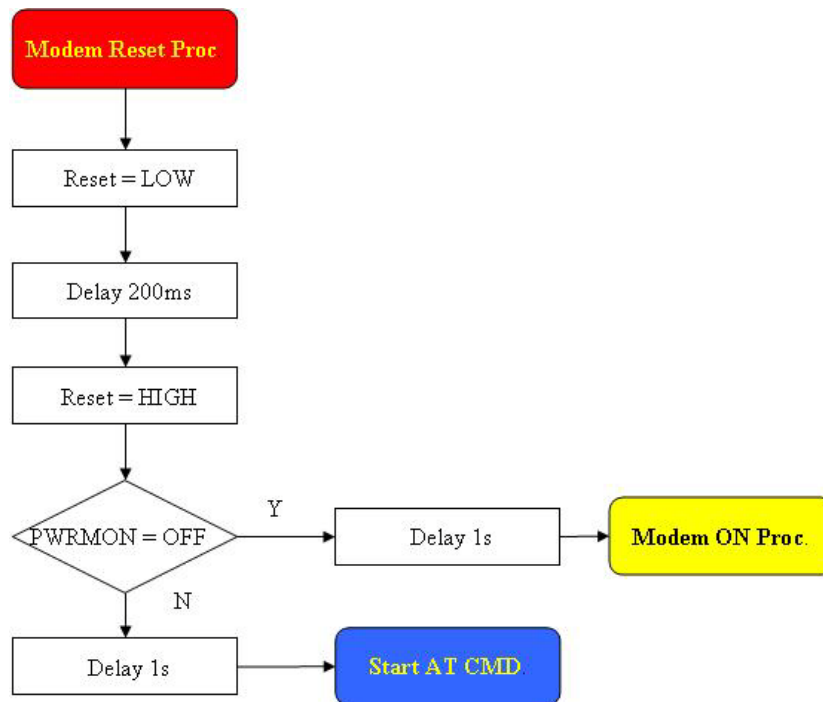 Modem Reset Proc
Reset = LOW
Delay 200ms
Reset = HIGH
PWRMON = OFF
Y
Delay 1s
Modem ON Proc.
N
Delay 1s
Start AT CMD.